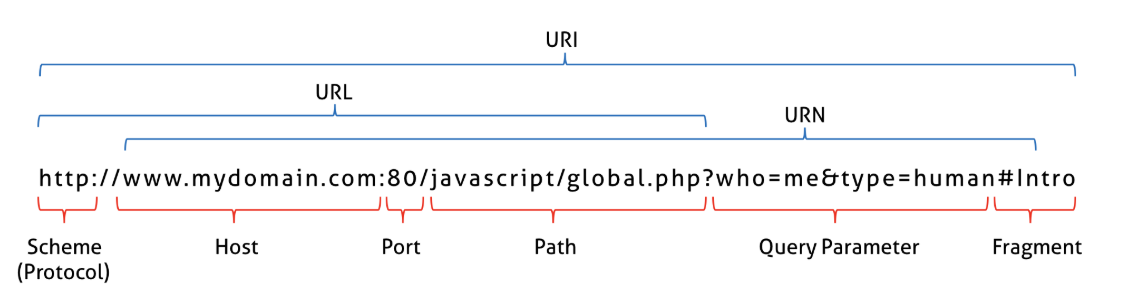 URI
URL
URN
http://www.mydomain.com:80/javascript/global.php?who=me&type=human#Intro
Scheme
(Protocol)
Host
Port
Path
Query Parameter
Fragment